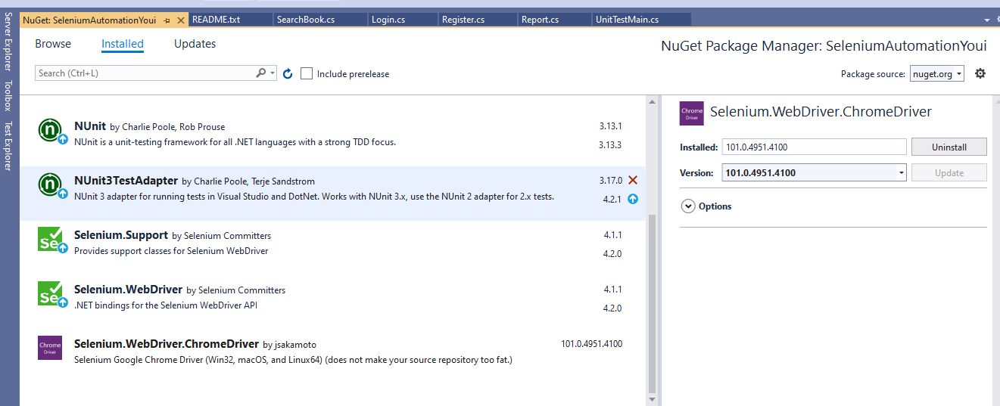 NuGet: SeleniumAutomationYoui
README.txt
SearchBook.cs
Login.cs
Register.cs
Report.cs
UnitTestMain.cs
Server Explorer
Toolbox
Test Explorer
Browse
Installed
Updates
NuGet Package Manager: SeleniumAutomationYoui
Search (Ctrl+L)
Include prerelease
Package source: nuget.org
NUnit by Charlie Poole, Rob Prouse
3.13.1
NUnit is a unit-testing framework for all .NET languages with a strong TDD focus.
3.13.3
NUnit3TestAdapter by Charlie Poole, Terje Sandstrom
3.17.0
NUnit 3 adapter for running tests in Visual Studio and DotNet. Works with NUnit 3.x, use the NUnit 2 adapter for 2.x tests.
4.2.1
Selenium.Support by Selenium Committers
4.1.1
Provides support classes for Selenium WebDriver
4.2.0
Selenium.WebDriver by Selenium Committers
4.1.1
.NET bindings for the Selenium WebDriver API
4.2.0
Selenium.WebDriver.ChromeDriver by jsakamoto
101.0.4951.4100
Selenium Google Chrome Driver (Win32, macOS, and Linux64) (does not make your source repository too fat.)
n
n
Se
Se
Chrome
Driver
Chrome
Driver
Selenium.WebDriver.ChromeDriver
Installed: 101.0.4951.4100 Uninstall
Version: 101.0.4951.4100 Update
Options